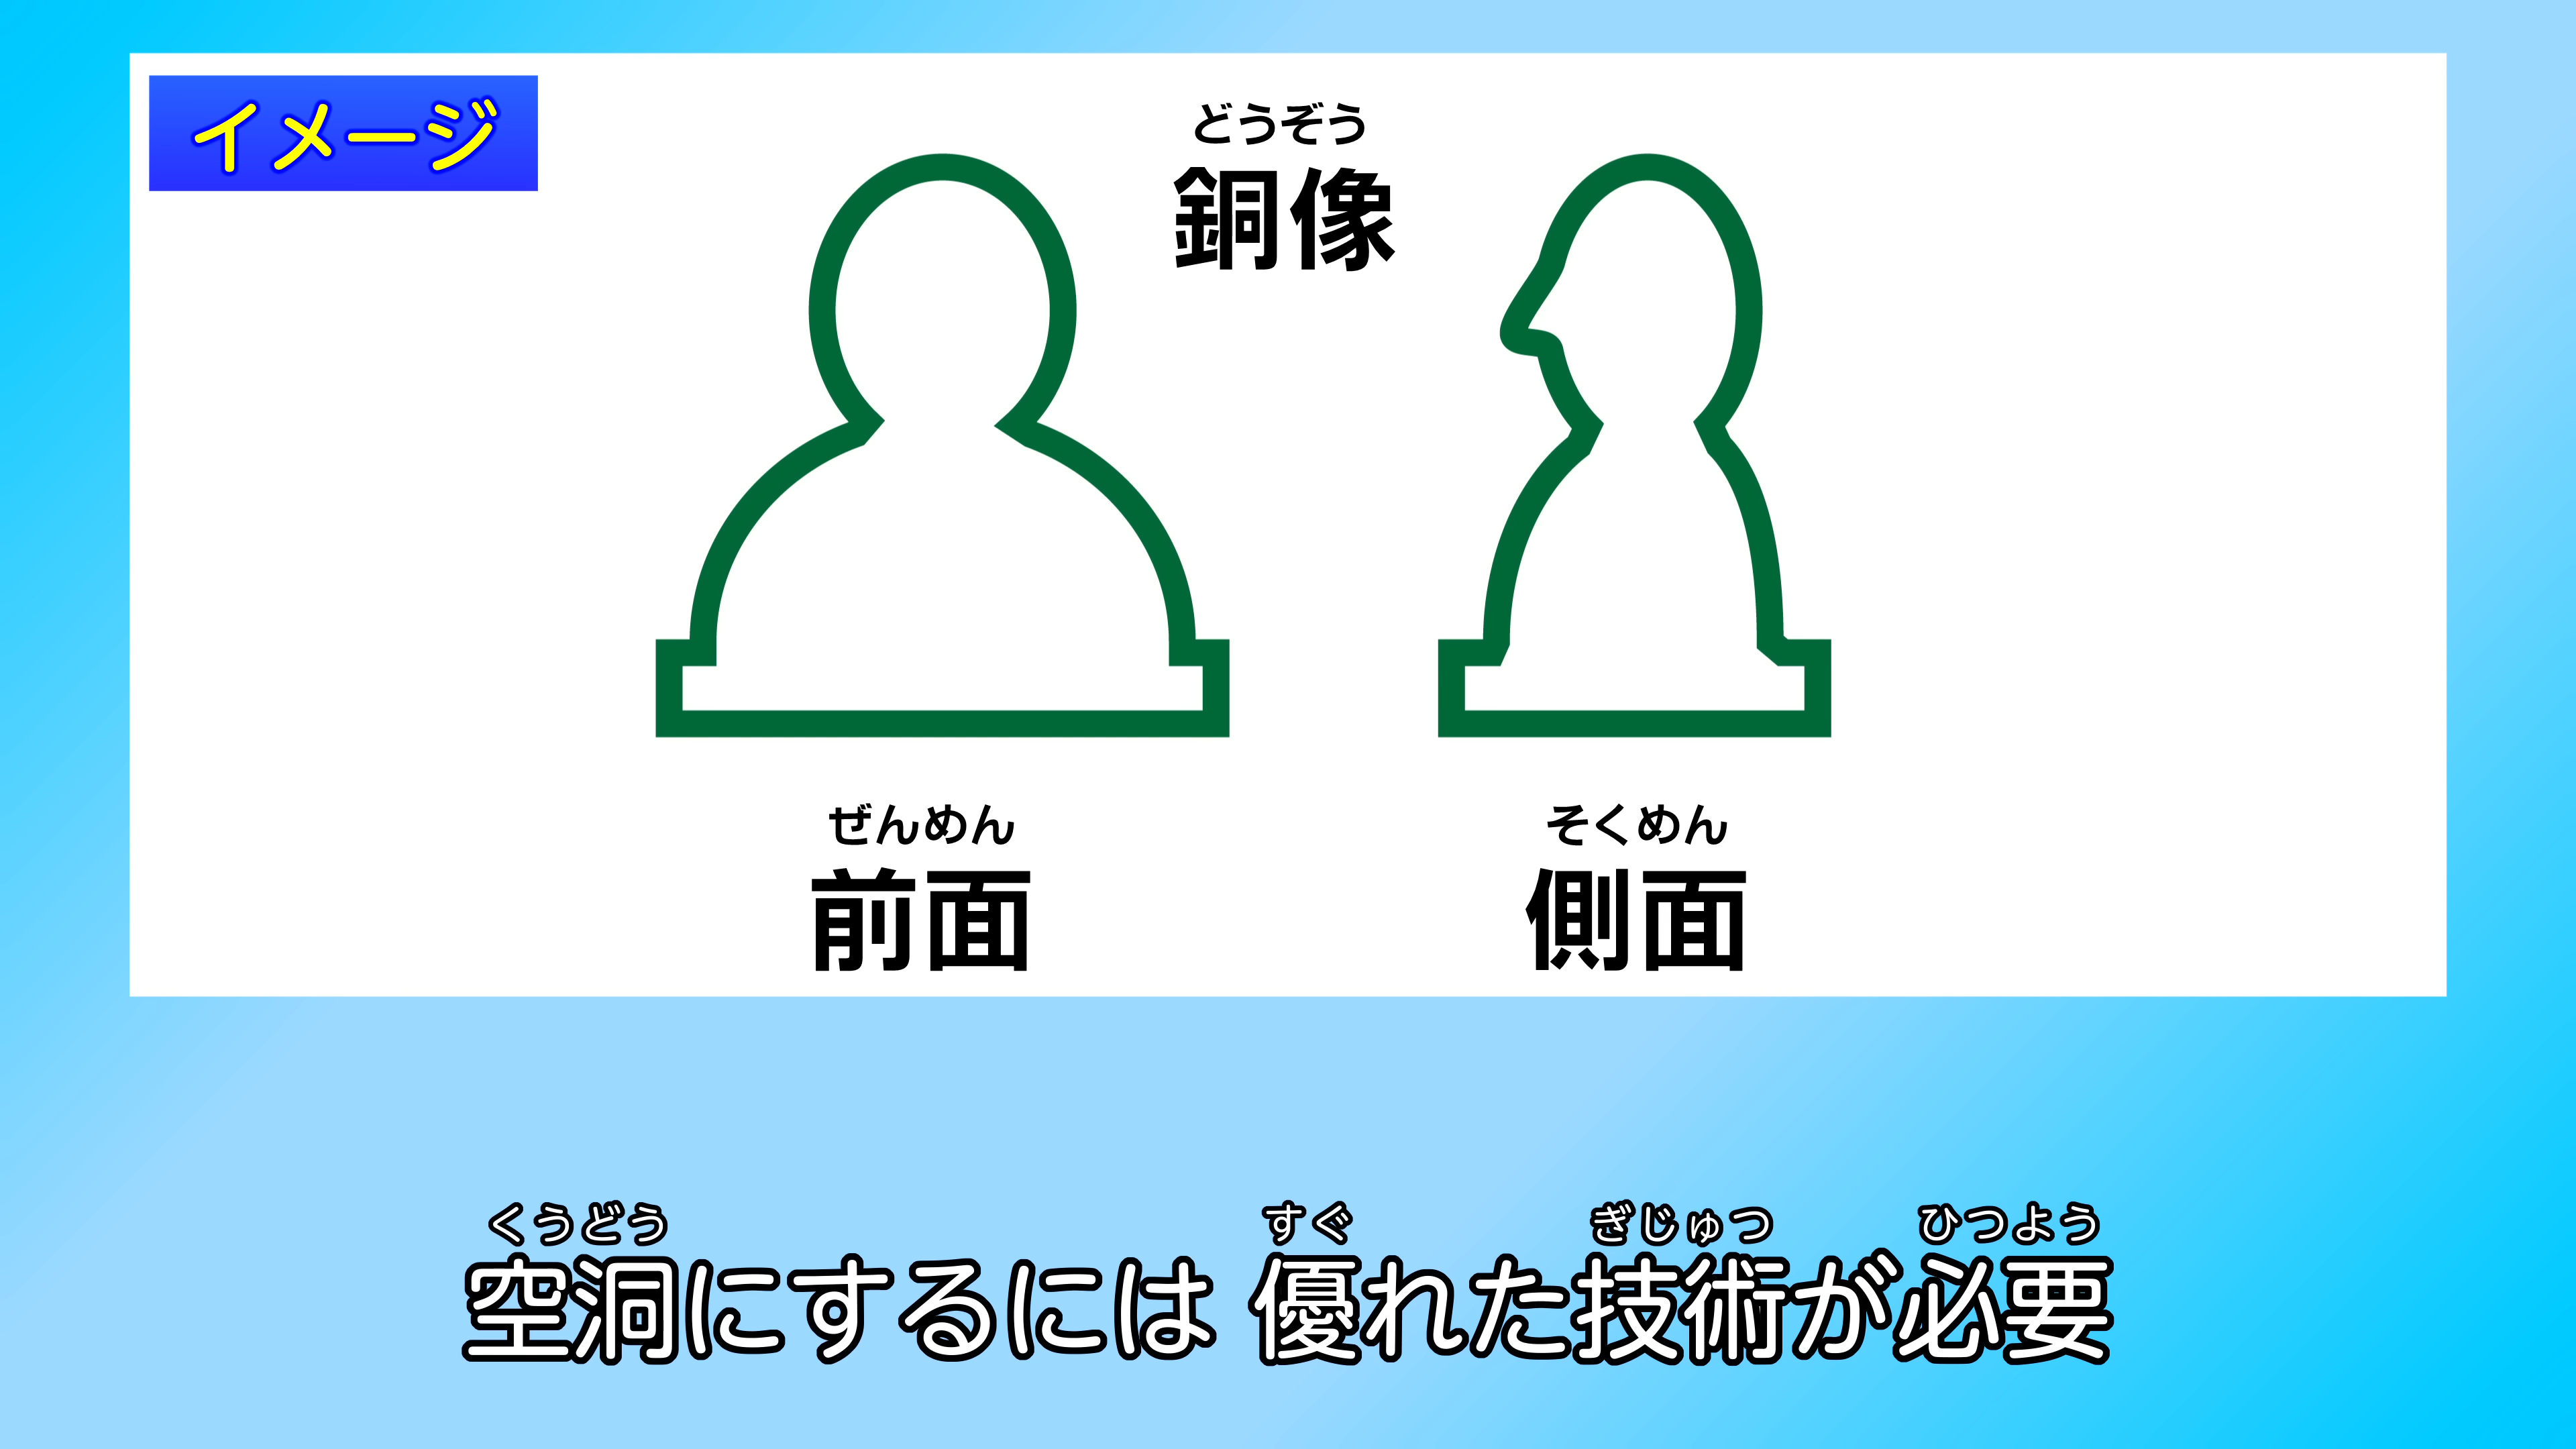 イメージ
どうぞう
銅像
ぜんめん
前面
そくめん
側面
くうどう すぐ ぎじゅつ ひつよう
空洞にするには 優れた技術が必要